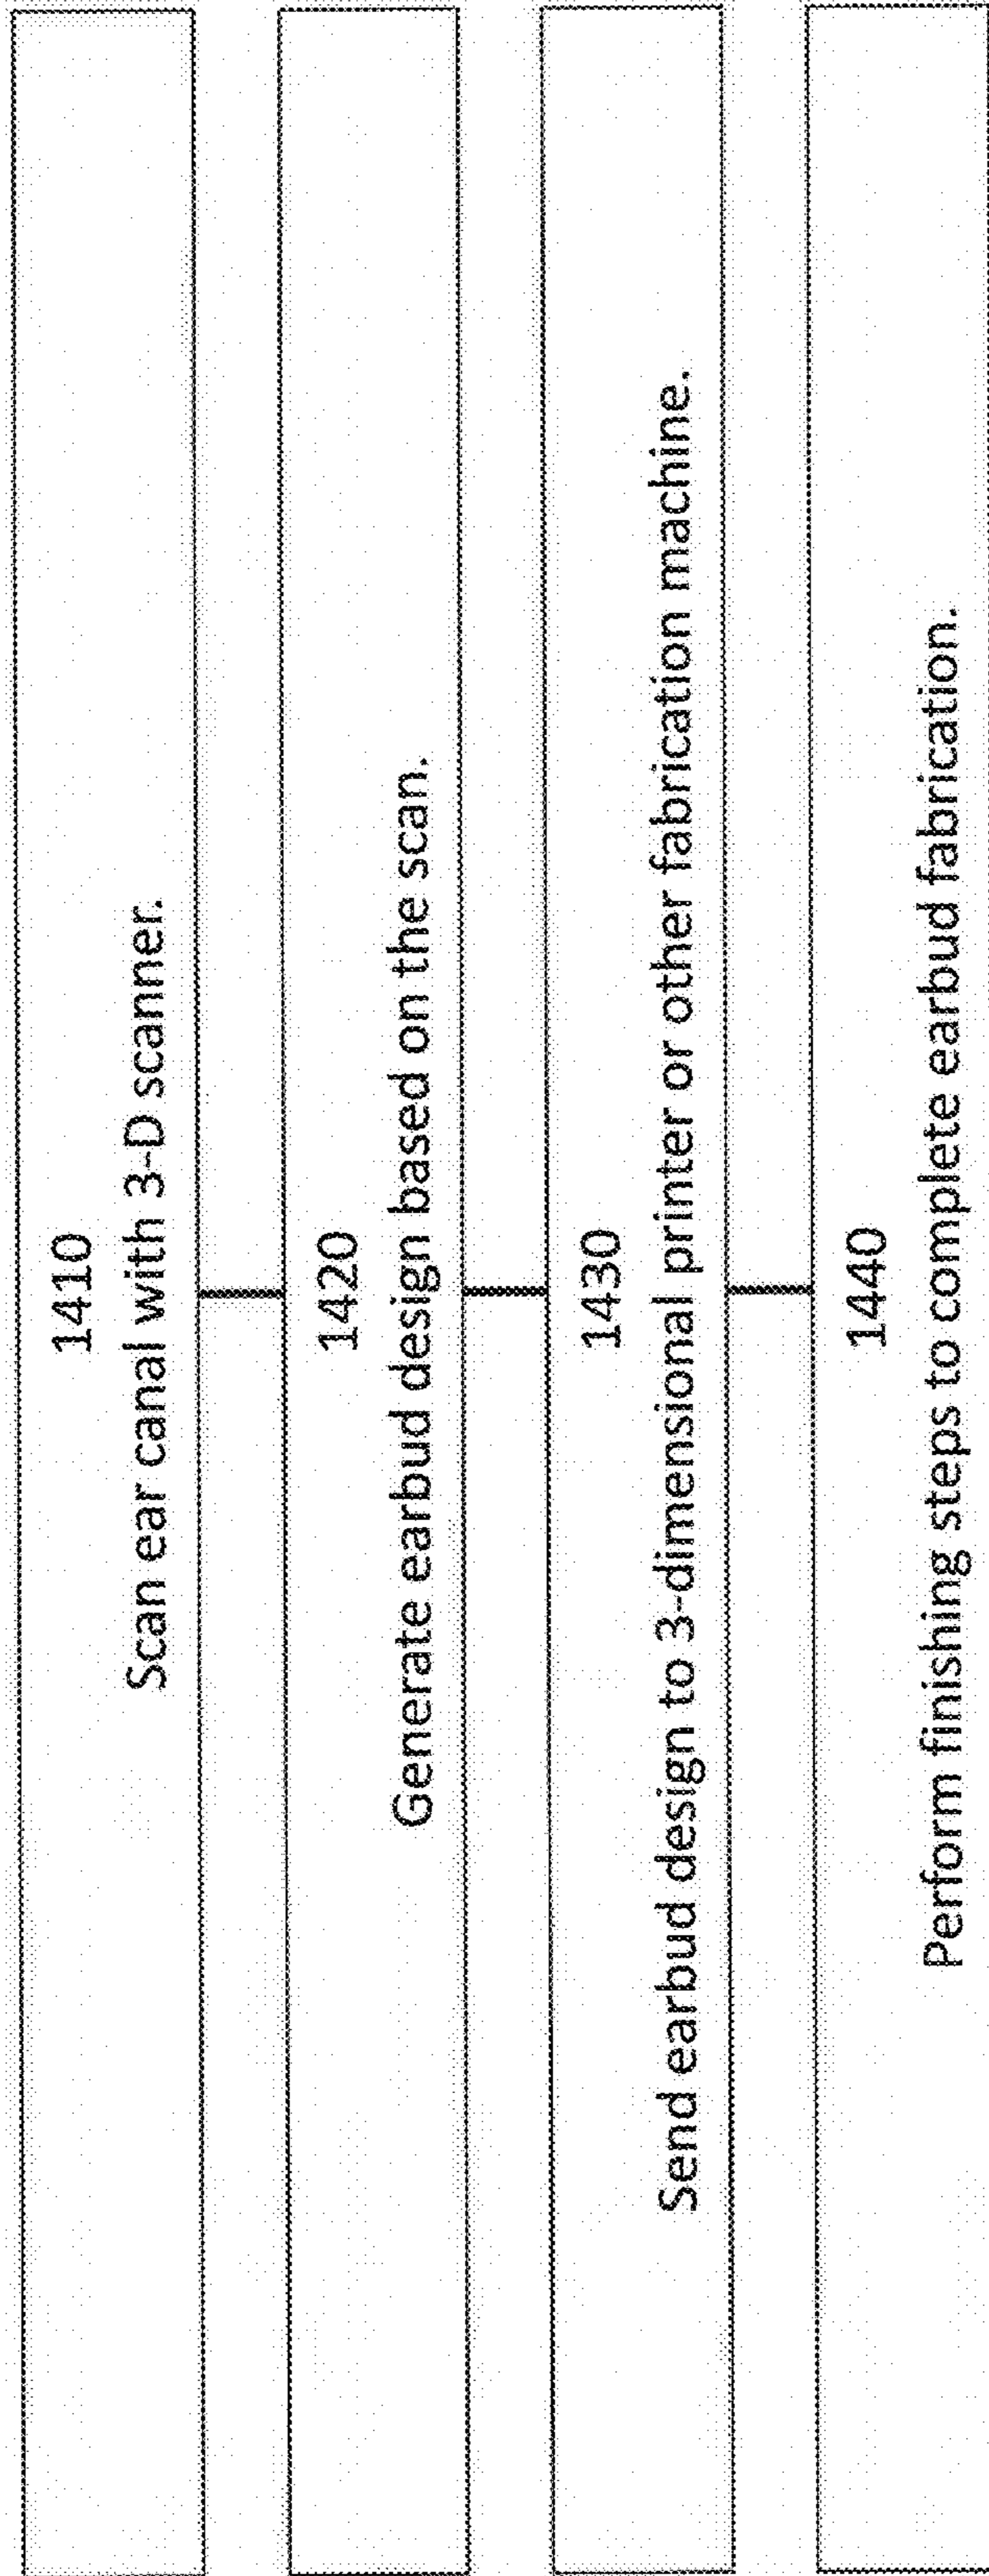 1410
Scan ear canal with 3-D scanner.
1420
Generate earbud design based on the scan.
1430
Send earbud design to 3-dimensional printer or other fabrication machine.
1440
Perform finishing steps to complete earbud fabrication.